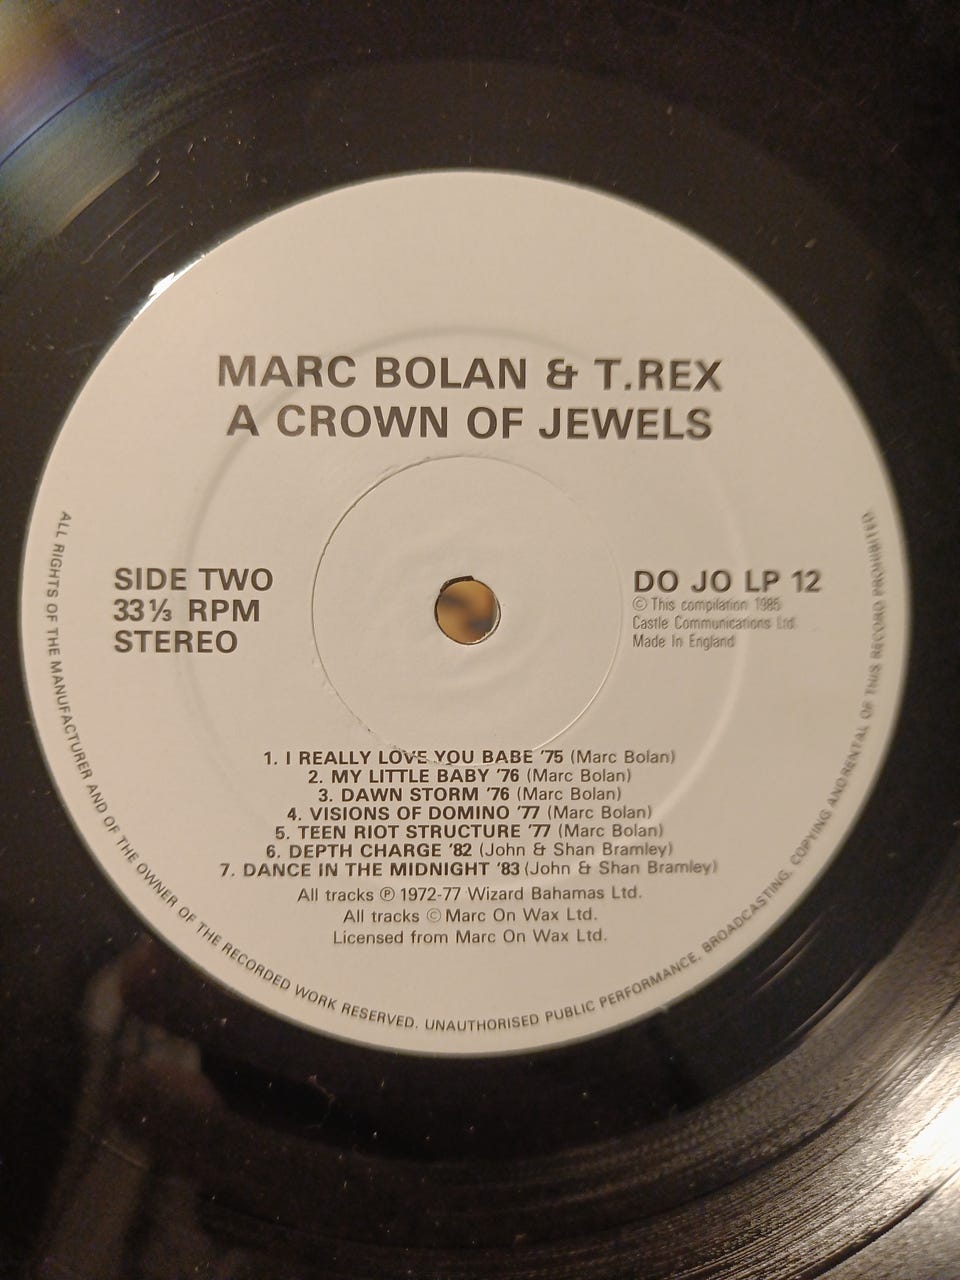 MARC BOLAN & T.REX
A CROWN OF JEWELS
SIDE TWO
33⅓ RPM
STEREO
DO JO LP 12
© This compilation 1985
Castle Communications Ltd.
Made In England
1. I REALLY LOVE YOU BABE '75 (Marc Bolan)
2. MY LITTLE BABY '76 (Marc Bolan)
3. DAWN STORM '76 (Marc Bolan)
4. VISIONS OF DOMINO '77 (Marc Bolan)
5. TEEN RIOT STRUCTURE '77 (Marc Bolan)
6. DEPTH CHARGE '82 (John & Shan Bramley)
7. DANCE IN THE MIDNIGHT '83 (John & Shan Bramley)
All tracks ℗ 1972-77 Wizard Bahamas Ltd.
All tracks © Marc On Wax Ltd.
Licensed from Marc On Wax Ltd.
ALL RIGHTS OF THE MANUFACTURER AND OF THE OWNER OF THE RECORDED WORK RESERVED. UNAUTHORISED PUBLIC PERFORMANCE, BROADCASTING, COPYING AND RENTAL OF THIS RECORD PROHIBITED